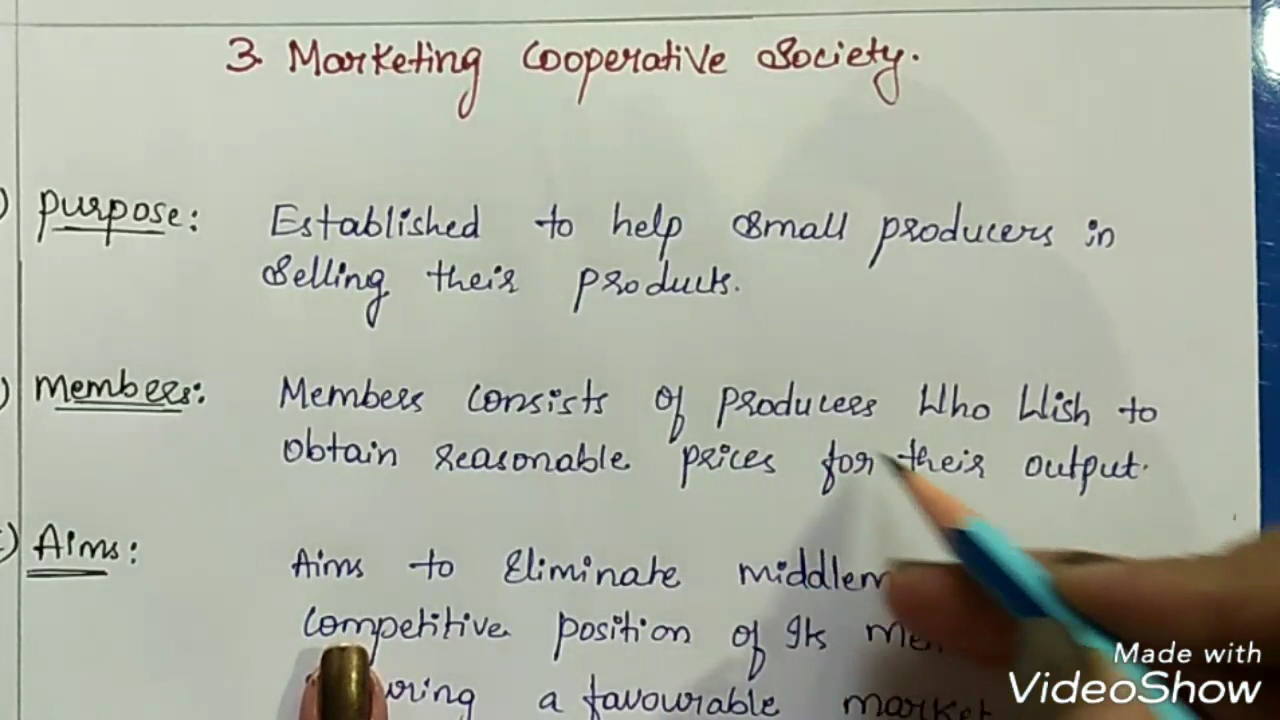 3. Marketing Cooperative Society.
) Purpose: Established to help small producers in
selling their products.
) Members: Members consists of producers who wish to
obtain reasonable prices for their output.
) Aims: Aims to Eliminate
competitive position of Its
a favourable market
Made with
VideoShow